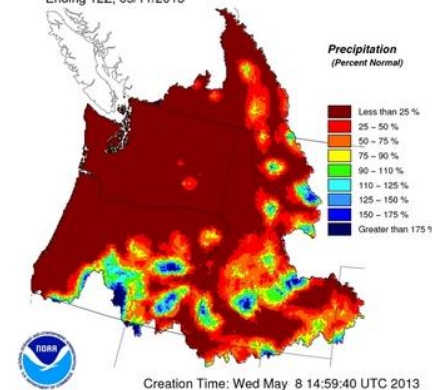 Precipitation
(Percent Normal)
Less than 25 %
25 - 50 %
50 - 75 %
75 - 90 %
90 - 110 %
110 - 125 %
125 - 150 %
150 - 175 %
Greater than 175 %
NOAA
Creation Time: Wed May 8 14:59:40 UTC 2013